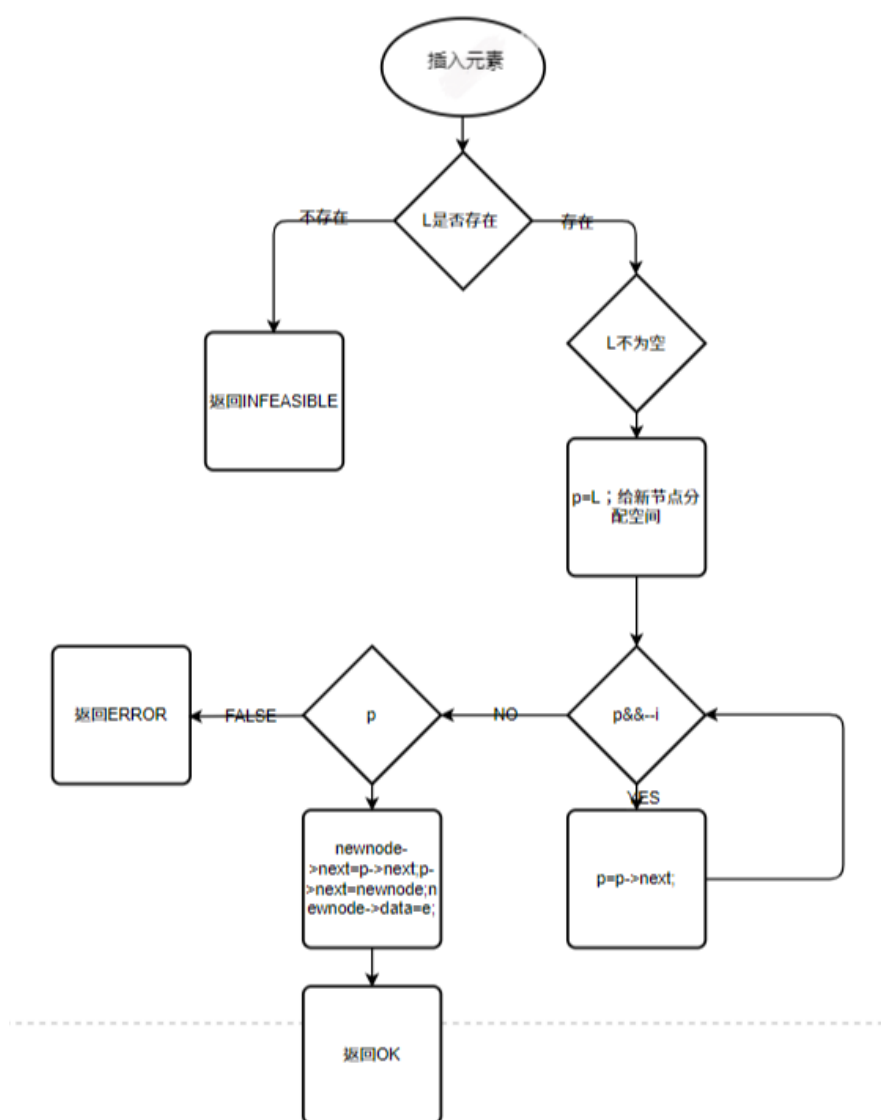 插入元素
L是否存在
不存在
存在
L不为空
返回INFEASIBLE
p=L；给新节点分
配空间
返回ERROR
FALSE
p
NO
p&&--i
YES
newnode-
>next=p->next;p-
>next=newnode;n
ewnode->data=e;
p=p->next;
返回OK